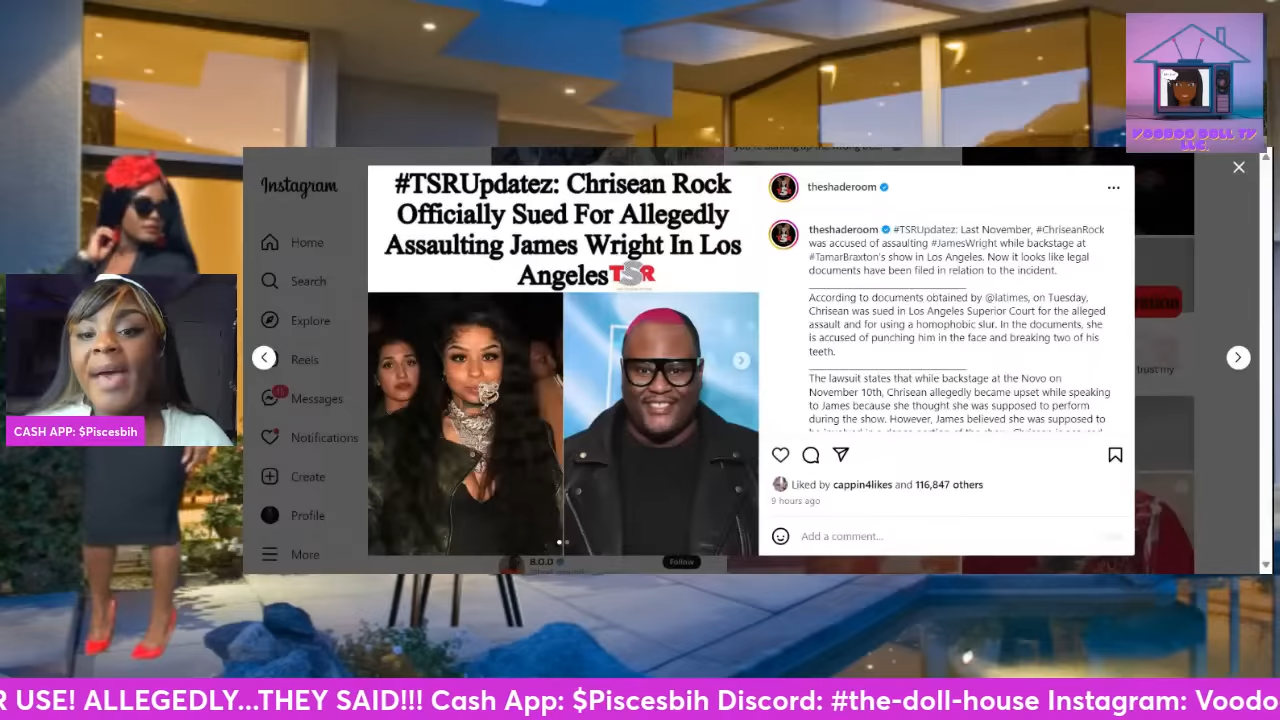 VOODOO DOLL TV
LLC.
Instagram
Home
Search
Explore
Reels
Messages
Notifications
Create
Profile
More
#TSRUpdatez: Chrisean Rock
Officially Sued For Allegedly
Assaulting James Wright In Los
Angeles TSR
theshaderoom
theshaderoom #TSRUpdatez: Last November, #ChriseanRock
was accused of assaulting #JamesWright while backstage at
#TamarBraxton's show in Los Angeles. Now it looks like legal
documents have been filed in relation to the incident.
According to documents obtained by @latimes, on Tuesday,
Chrisean was sued in Los Angeles Superior Court for the alleged
assault and for using a homophobic slur. In the documents, she
is accused of punching him in the face and breaking two of his
teeth.
The lawsuit states that while backstage at the Novo on
November 10th, Chrisean allegedly became upset while speaking
to James because she thought she was supposed to perform
during the show. However, James believed she was supposed to
Liked by cappin4likes and 116,847 others
9 hours ago
Add a comment...
B.O.D
Follow
CASH APP: $Piscesbih
R USE! ALLEGEDLY...THEY SAID!!! Cash App: $Piscesbih Discord: #the-doll-house Instagram: Voodo